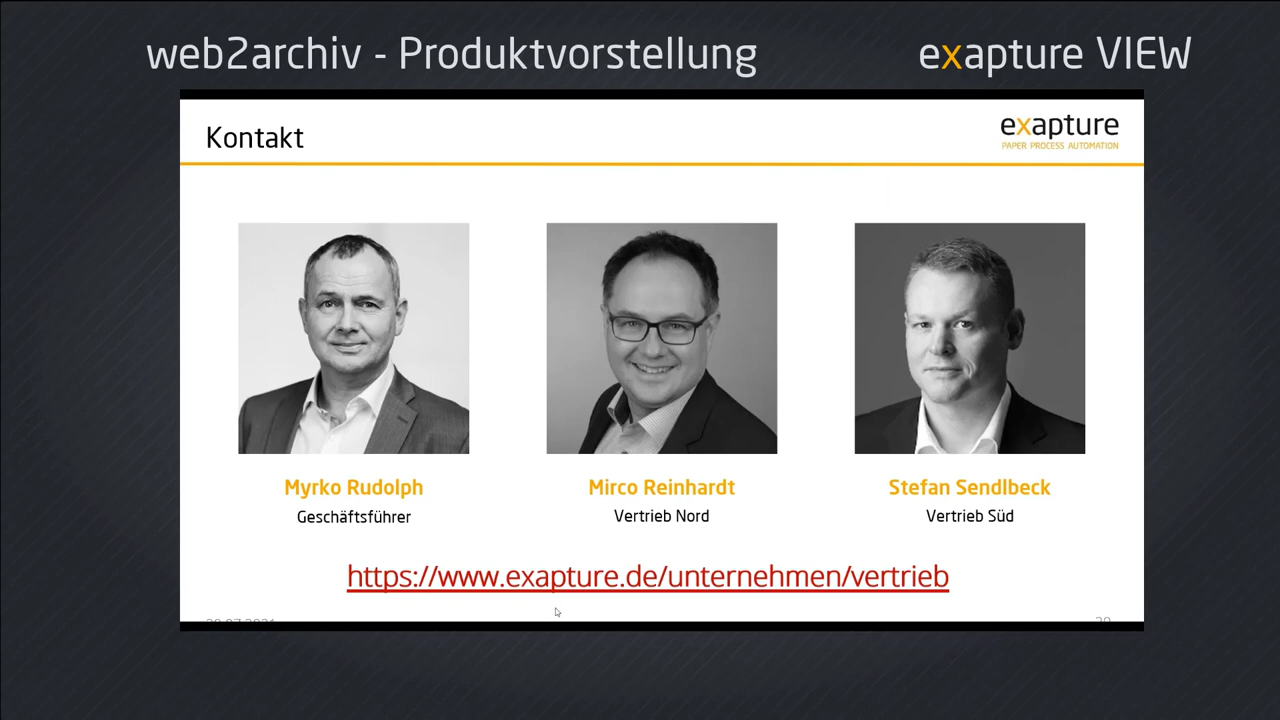 web2archiv - Produktvorstellung
exapture VIEW
Kontakt
exapture
PAPER PROCESS AUTOMATION
Myrko Rudolph
Mirco Reinhardt
Stefan Sendlbeck
Geschäftsführer
Vertrieb Nord
Vertrieb Süd
https://www.exapture.de/unternehmen/vertrieb